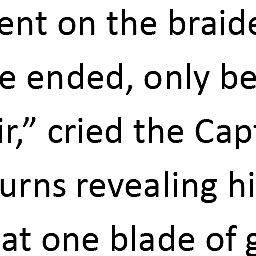 ent on the braide
e ended, only be
ir,” cried the Capt
urns revealing hi
at one blade of g